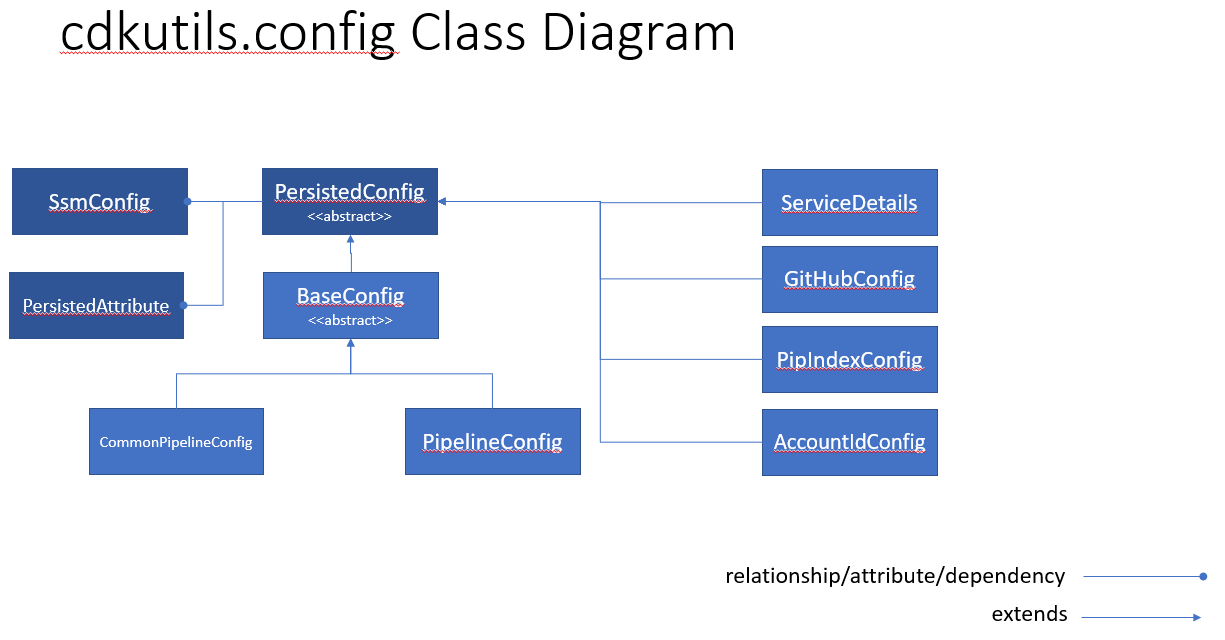 cdkutils.config Class Diagram
SsmConfig
PersistedConfig
<<abstract>>
ServiceDetails
GitHubConfig
PersistedAttribute
BaseConfig
<<abstract>>
PipIndexConfig
CommonPipelineConfig
PipelineConfig
AccountIdConfig
relationship/attribute/dependency
extends